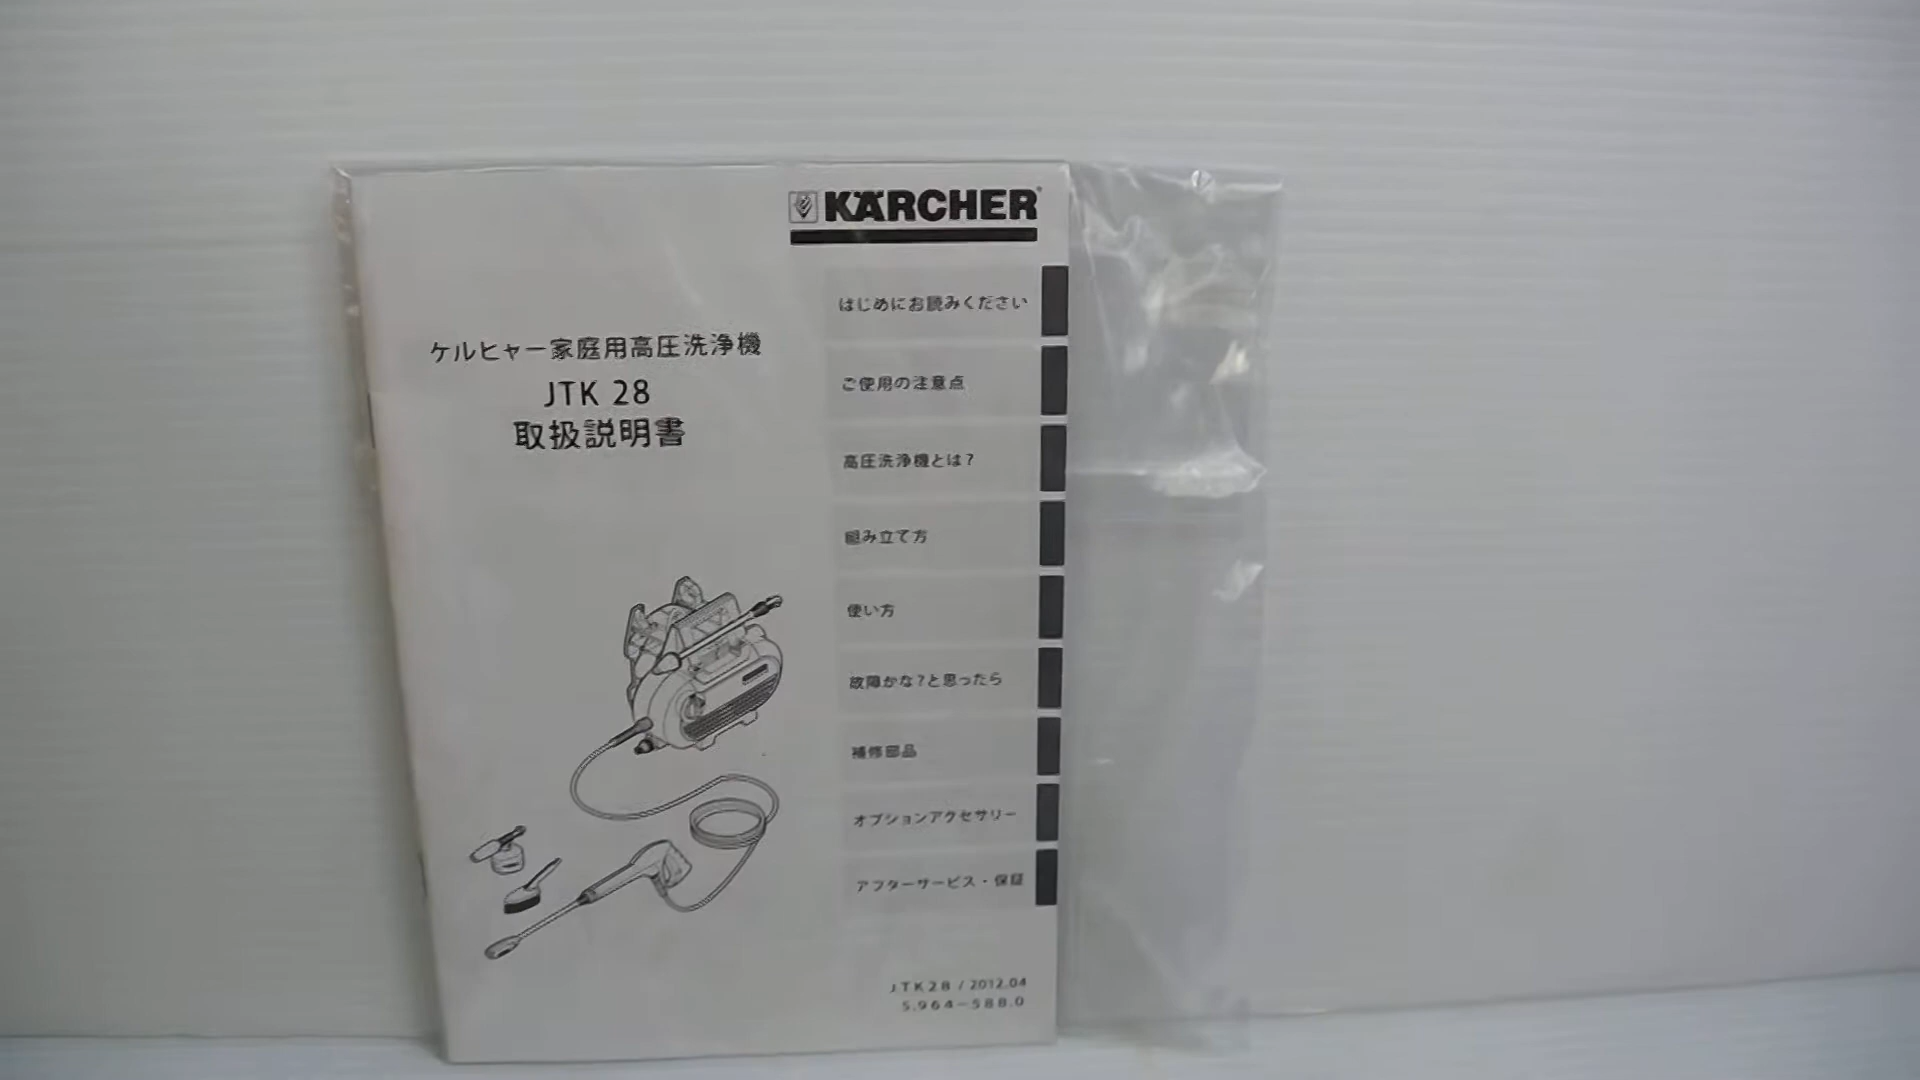 KÄRCHER
ケルヒャー家庭用高圧洗浄機
JTK 28
取扱説明書
はじめにお読みください
ご使用の注意点
高圧洗浄機とは?
組み立て方
使い方
故障かな?と思ったら
補修部品
オプションアクセサリー
アフターサービス・保証
JTK28 / 2012.04
5.964-588.0